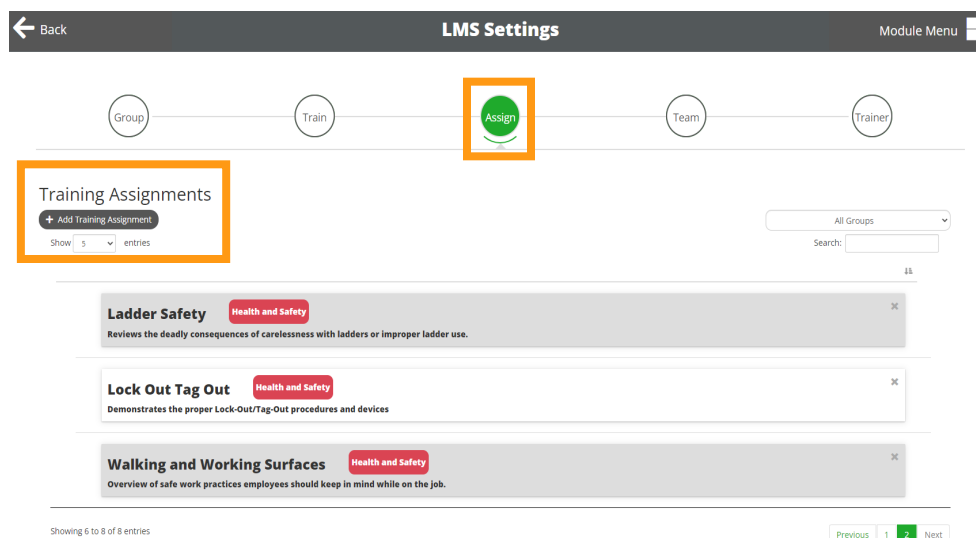 Back
LMS Settings
Module Menu
Group
Train
Assign
Team
Trainer
Training Assignments
+ Add Training Assignment
All Groups
Show 5 entries
Search:
Ladder Safety Health and Safety
Reviews the deadly consequences of carelessness with ladders or improper ladder use.
Lock Out Tag Out Health and Safety
Demonstrates the proper Lock-Out/Tag-Out procedures and devices
Walking and Working Surfaces Health and Safety
Overview of safe work practices employees should keep in mind while on the job.
Showing 6 to 8 of 8 entries
Previous 1 2 Next